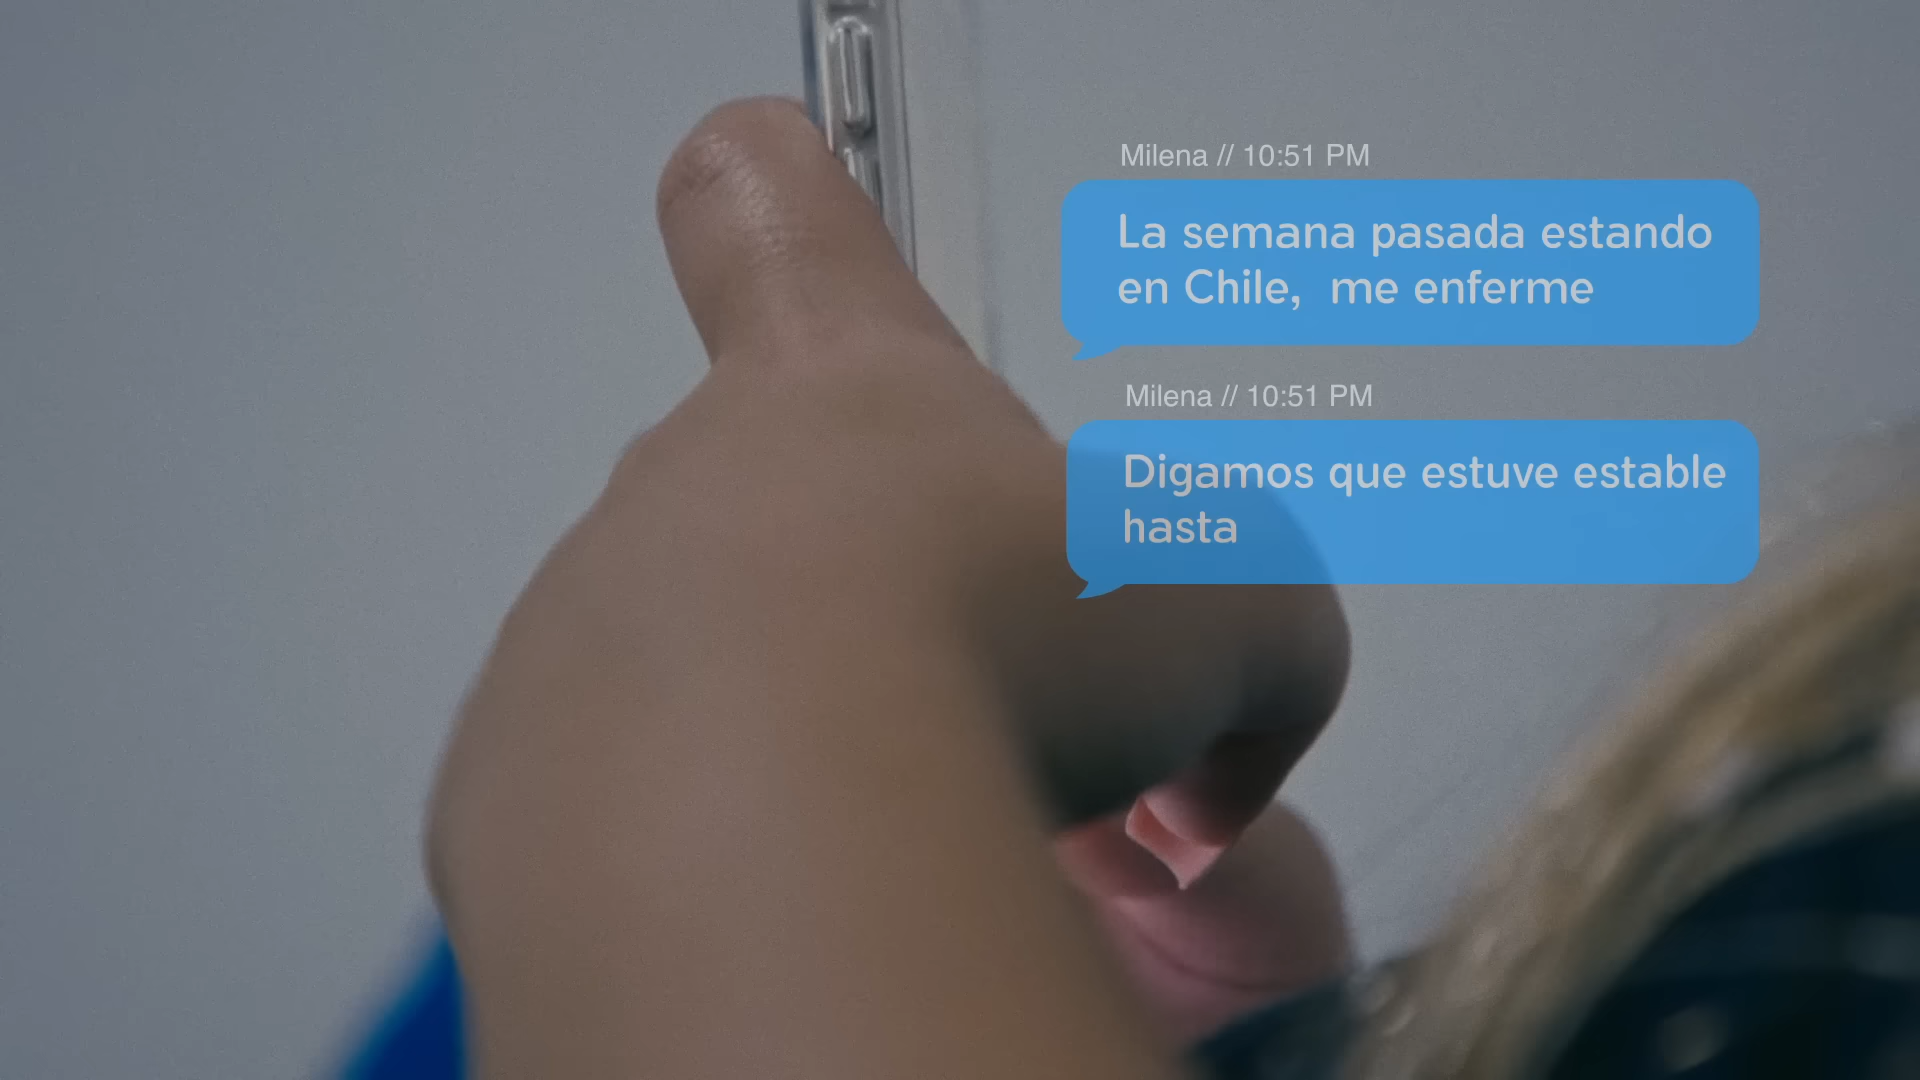 Milena // 10:51 PM
La semana pasada estando
en Chile,  me enferme
Milena // 10:51 PM
Digamos que estuve estable
hasta